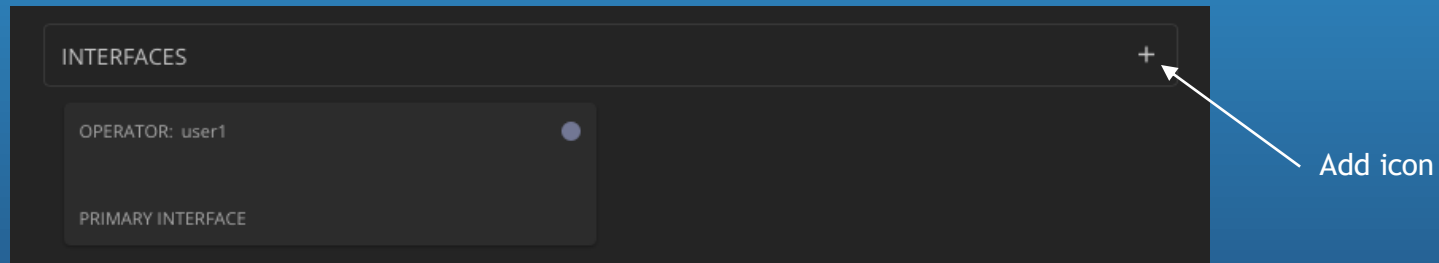 INTERFACES +
OPERATOR: user1
Add icon
PRIMARY INTERFACE